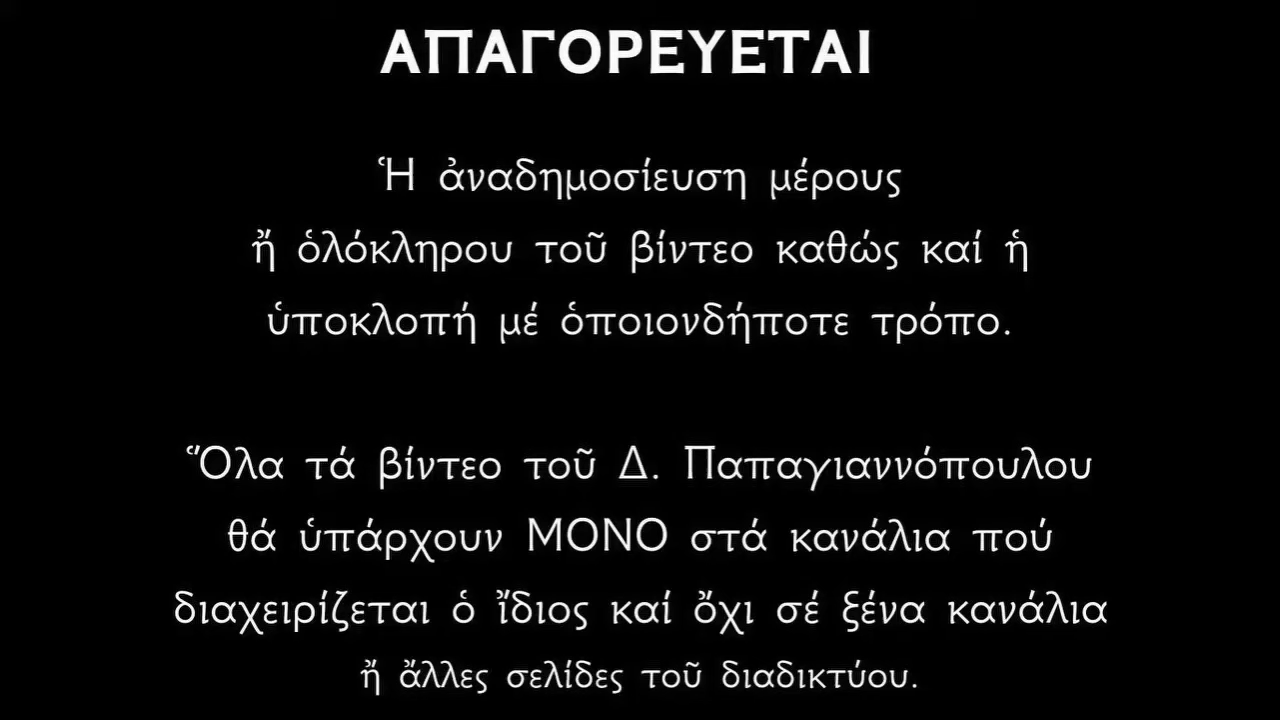 ΑΠΑΓΟΡΕΥΕΤΑΙ
Ἡ ἀναδημοσίευση μέρους
ἤ ὁλόκληρου τοῦ βίντεο καθώς καί ἡ
ὑποκλοπή μέ ὁποιονδήποτε τρόπο.
Ὅλα τά βίντεο τοῦ Δ. Παπαγιαννόπουλου
θά ὑπάρχουν ΜΟΝΟ στά κανάλια πού
διαχειρίζεται ὁ ἴδιος καί ὄχι σέ ξένα κανάλια
ἤ ἄλλες σελίδες τοῦ διαδικτύου.